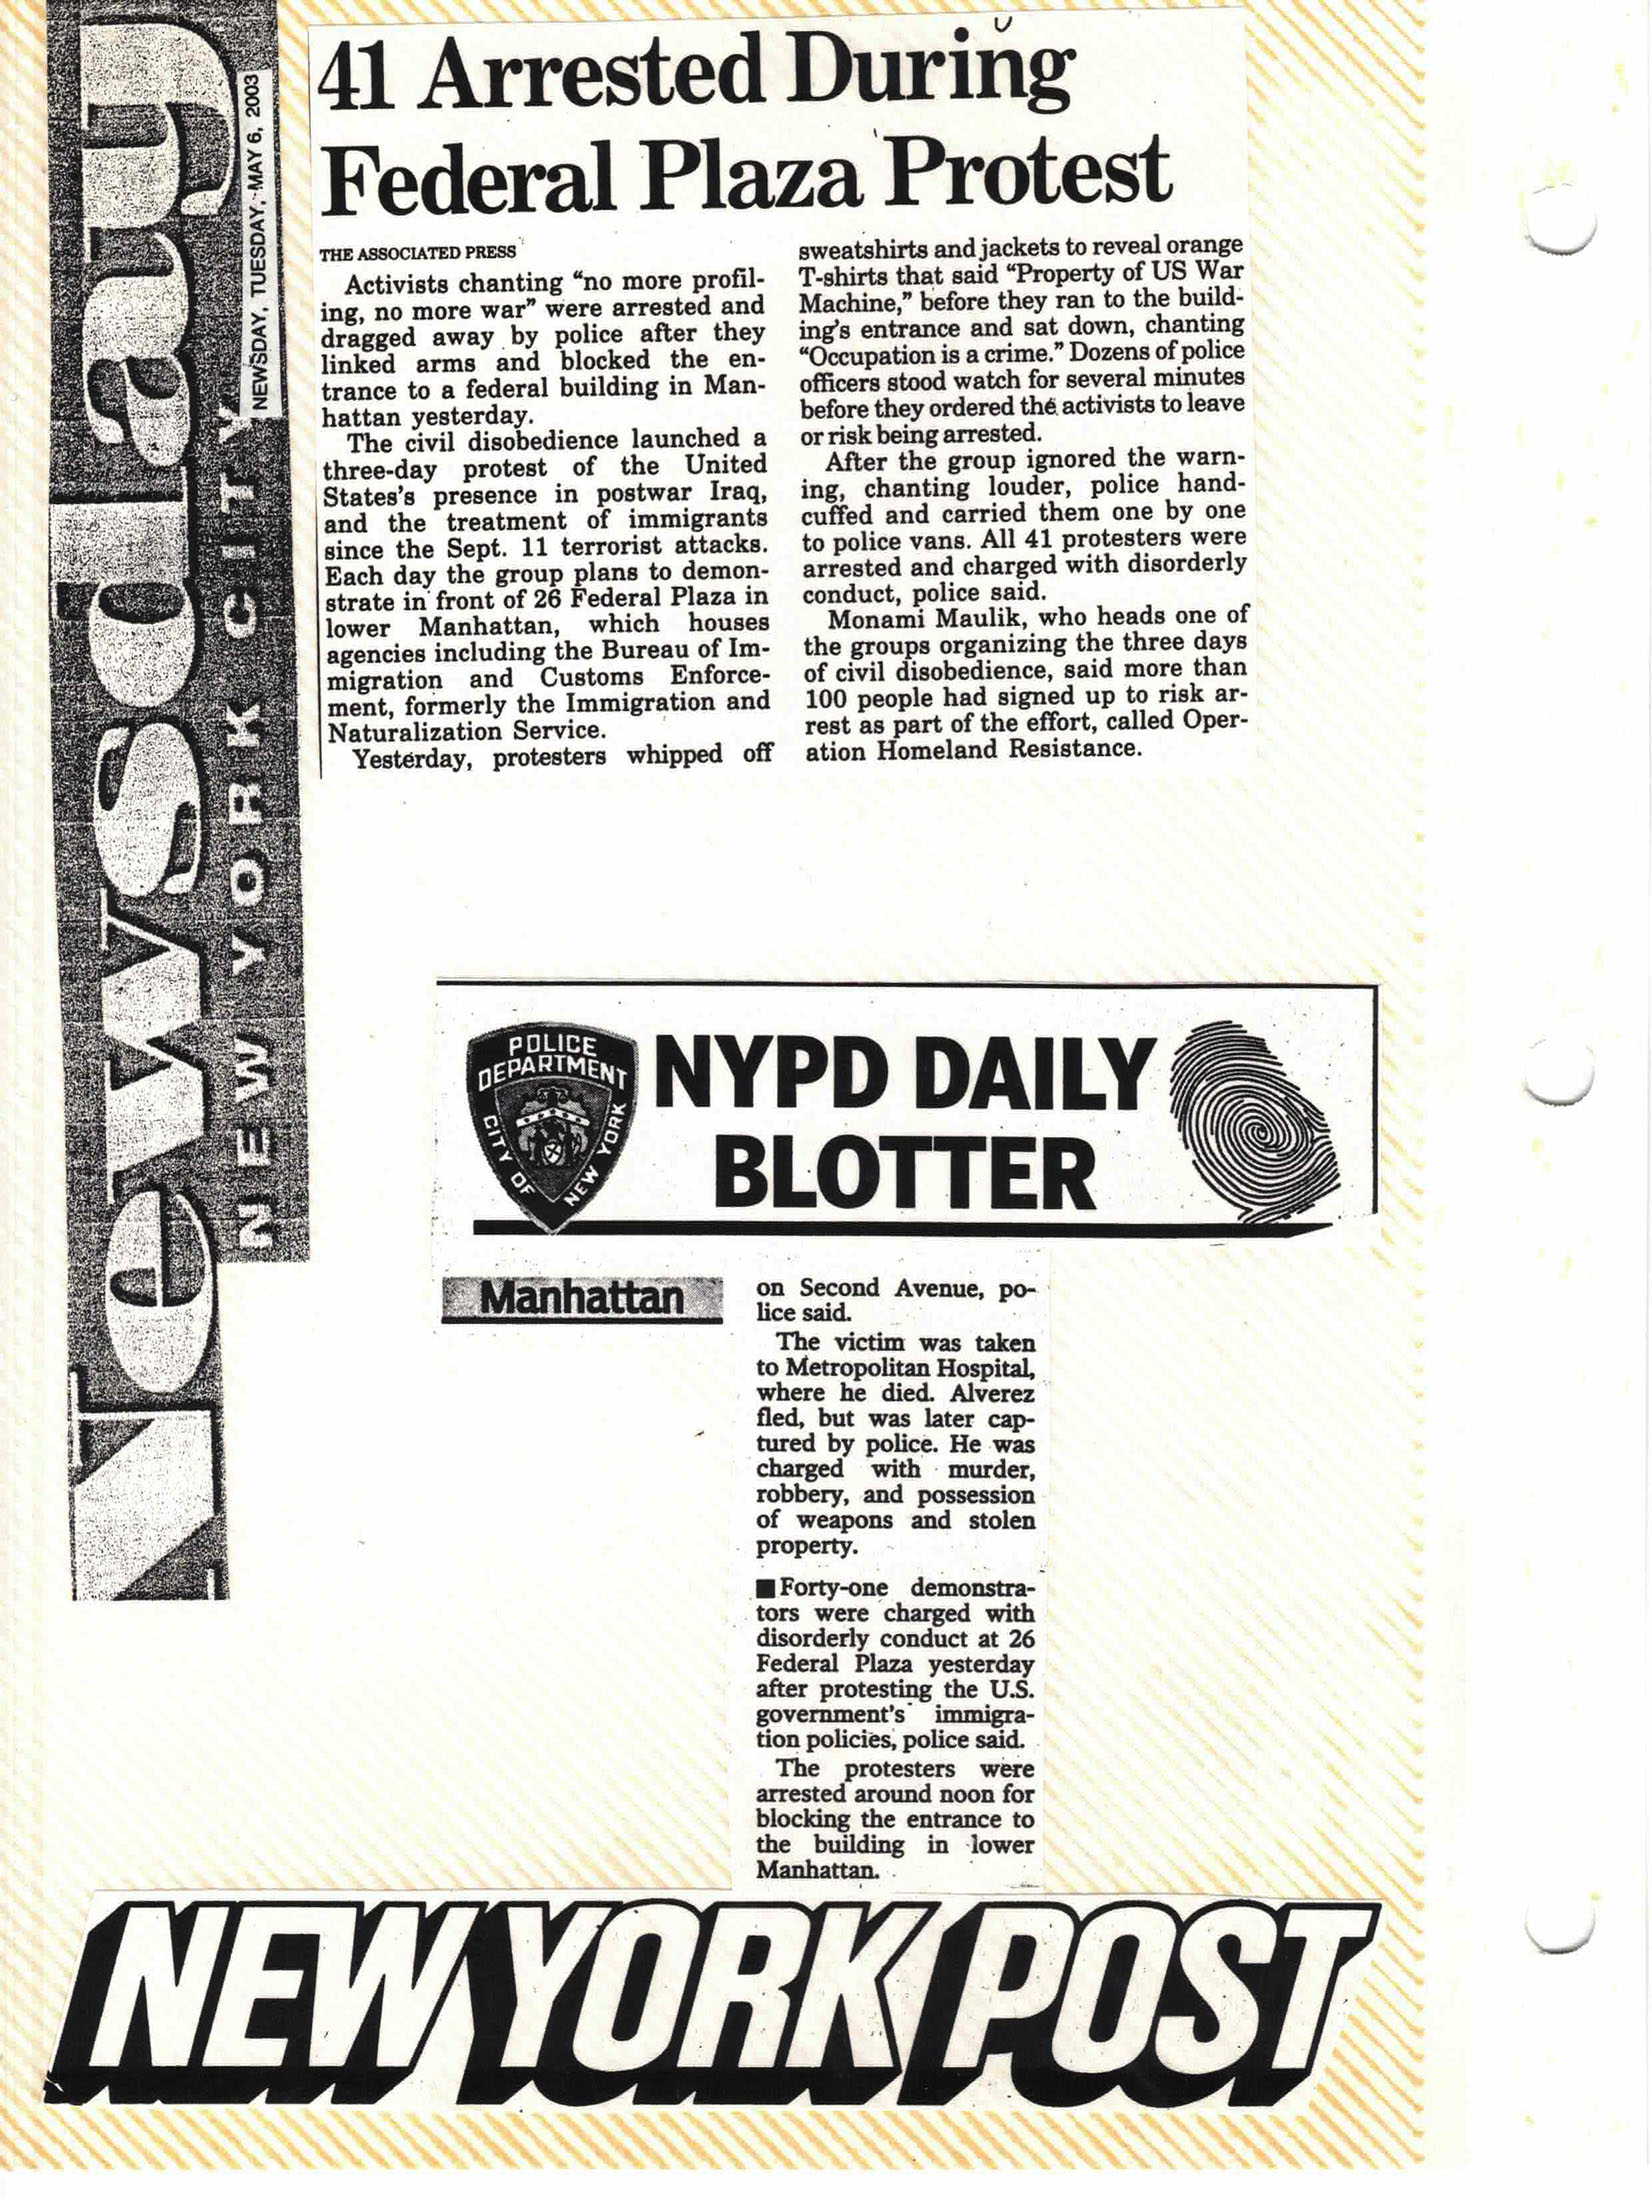 Newsday
NEW YORK CITY
NEWSDAY, TUESDAY, MAY 6, 2003
41 Arrested During
Federal Plaza Protest
THE ASSOCIATED PRESS
Activists chanting “no more profil-
ing, no more war” were arrested and
dragged away by police after they
linked arms and blocked the en-
trance to a federal building in Man-
hattan yesterday.
The civil disobedience launched a
three-day protest of the United
States's presence in postwar Iraq,
and the treatment of immigrants
since the Sept. 11 terrorist attacks.
Each day the group plans to demon-
strate in front of 26 Federal Plaza in
lower Manhattan, which houses
agencies including the Bureau of Im-
migration and Customs Enforce-
ment, formerly the Immigration and
Naturalization Service.
Yesterday, protesters whipped off
sweatshirts and jackets to reveal orange
T-shirts that said “Property of US War
Machine,” before they ran to the build-
ing's entrance and sat down, chanting
“Occupation is a crime.” Dozens of police
officers stood watch for several minutes
before they ordered the activists to leave
or risk being arrested.
After the group ignored the warn-
ing, chanting louder, police hand-
cuffed and carried them one by one
to police vans. All 41 protesters were
arrested and charged with disorderly
conduct, police said.
Monami Maulik, who heads one of
the groups organizing the three days
of civil disobedience, said more than
100 people had signed up to risk ar-
rest as part of the effort, called Oper-
ation Homeland Resistance.
POLICE
DEPARTMENT
CITY OF NEW YORK
NYPD DAILY
BLOTTER
Manhattan
on Second Avenue, po-
lice said.
The victim was taken
to Metropolitan Hospital,
where he died. Alverez
fled, but was later cap-
tured by police. He was
charged with murder,
robbery, and possession
of weapons and stolen
property.
■ Forty-one demonstra-
tors were charged with
disorderly conduct at 26
Federal Plaza yesterday
after protesting the U.S.
government's immigra-
tion policies, police said.
The protesters were
arrested around noon for
blocking the entrance to
the building in lower
Manhattan.
NEW YORK POST